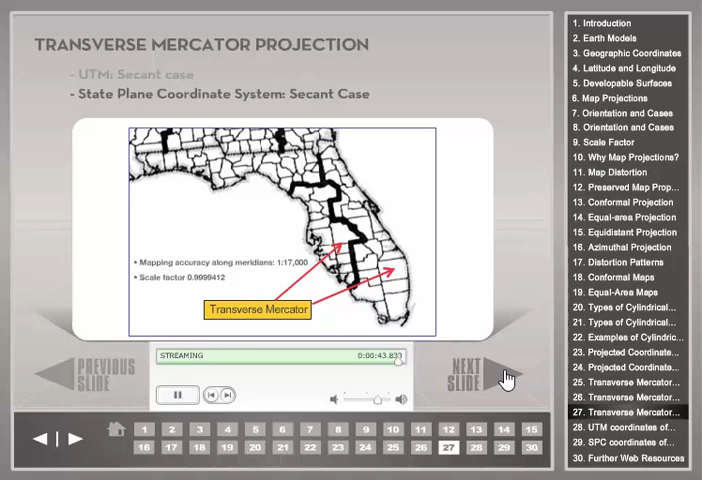 TRANSVERSE MERCATOR PROJECTION
- UTM: Secant case
- State Plane Coordinate System: Secant Case
• Mapping accuracy along meridians: 1:17,000
• Scale factor 0.9999412
Transverse Mercator
STREAMING 0:00:43.833
PREVIOUS SLIDE
NEXT SLIDE
1 2 3 4 5 6 7 8 9 10 11 12 13 14 15
16 17 18 19 20 21 22 23 24 25 26 27 28 29 30
1. Introduction
2. Earth Models
3. Geographic Coordinates
4. Latitude and Longitude
5. Developable Surfaces
6. Map Projections
7. Orientation and Cases
8. Orientation and Cases
9. Scale Factor
10. Why Map Projections?
11. Map Distortion
12. Preserved Map Prop...
13. Conformal Projection
14. Equal-area Projection
15. Equidistant Projection
16. Azimuthal Projection
17. Distortion Patterns
18. Conformal Maps
19. Equal-Area Maps
20. Types of Cylindrical...
21. Types of Cylindrical...
22. Examples of Cylindric...
23. Projected Coordinate...
24. Projected Coordinate...
25. Transverse Mercator...
26. Transverse Mercator...
27. Transverse Mercator...
28. UTM coordinates of...
29. SPC coordinates of...
30. Further Web Resources